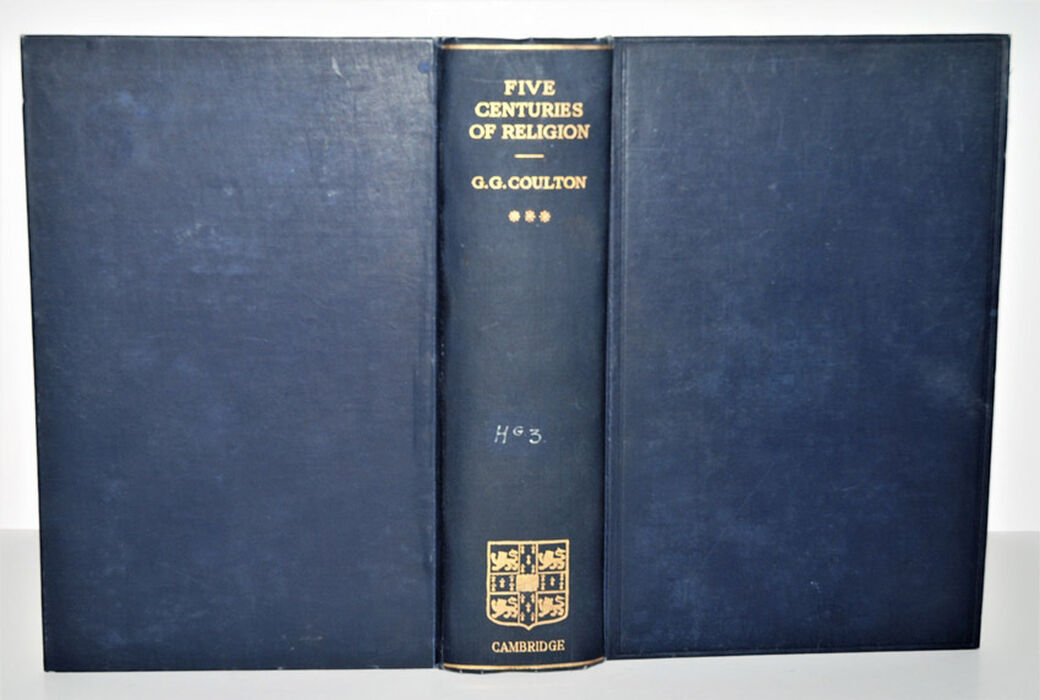 FIVE
CENTURIES
OF RELIGION
G.G. COULTON
HG3
CAMBRIDGE